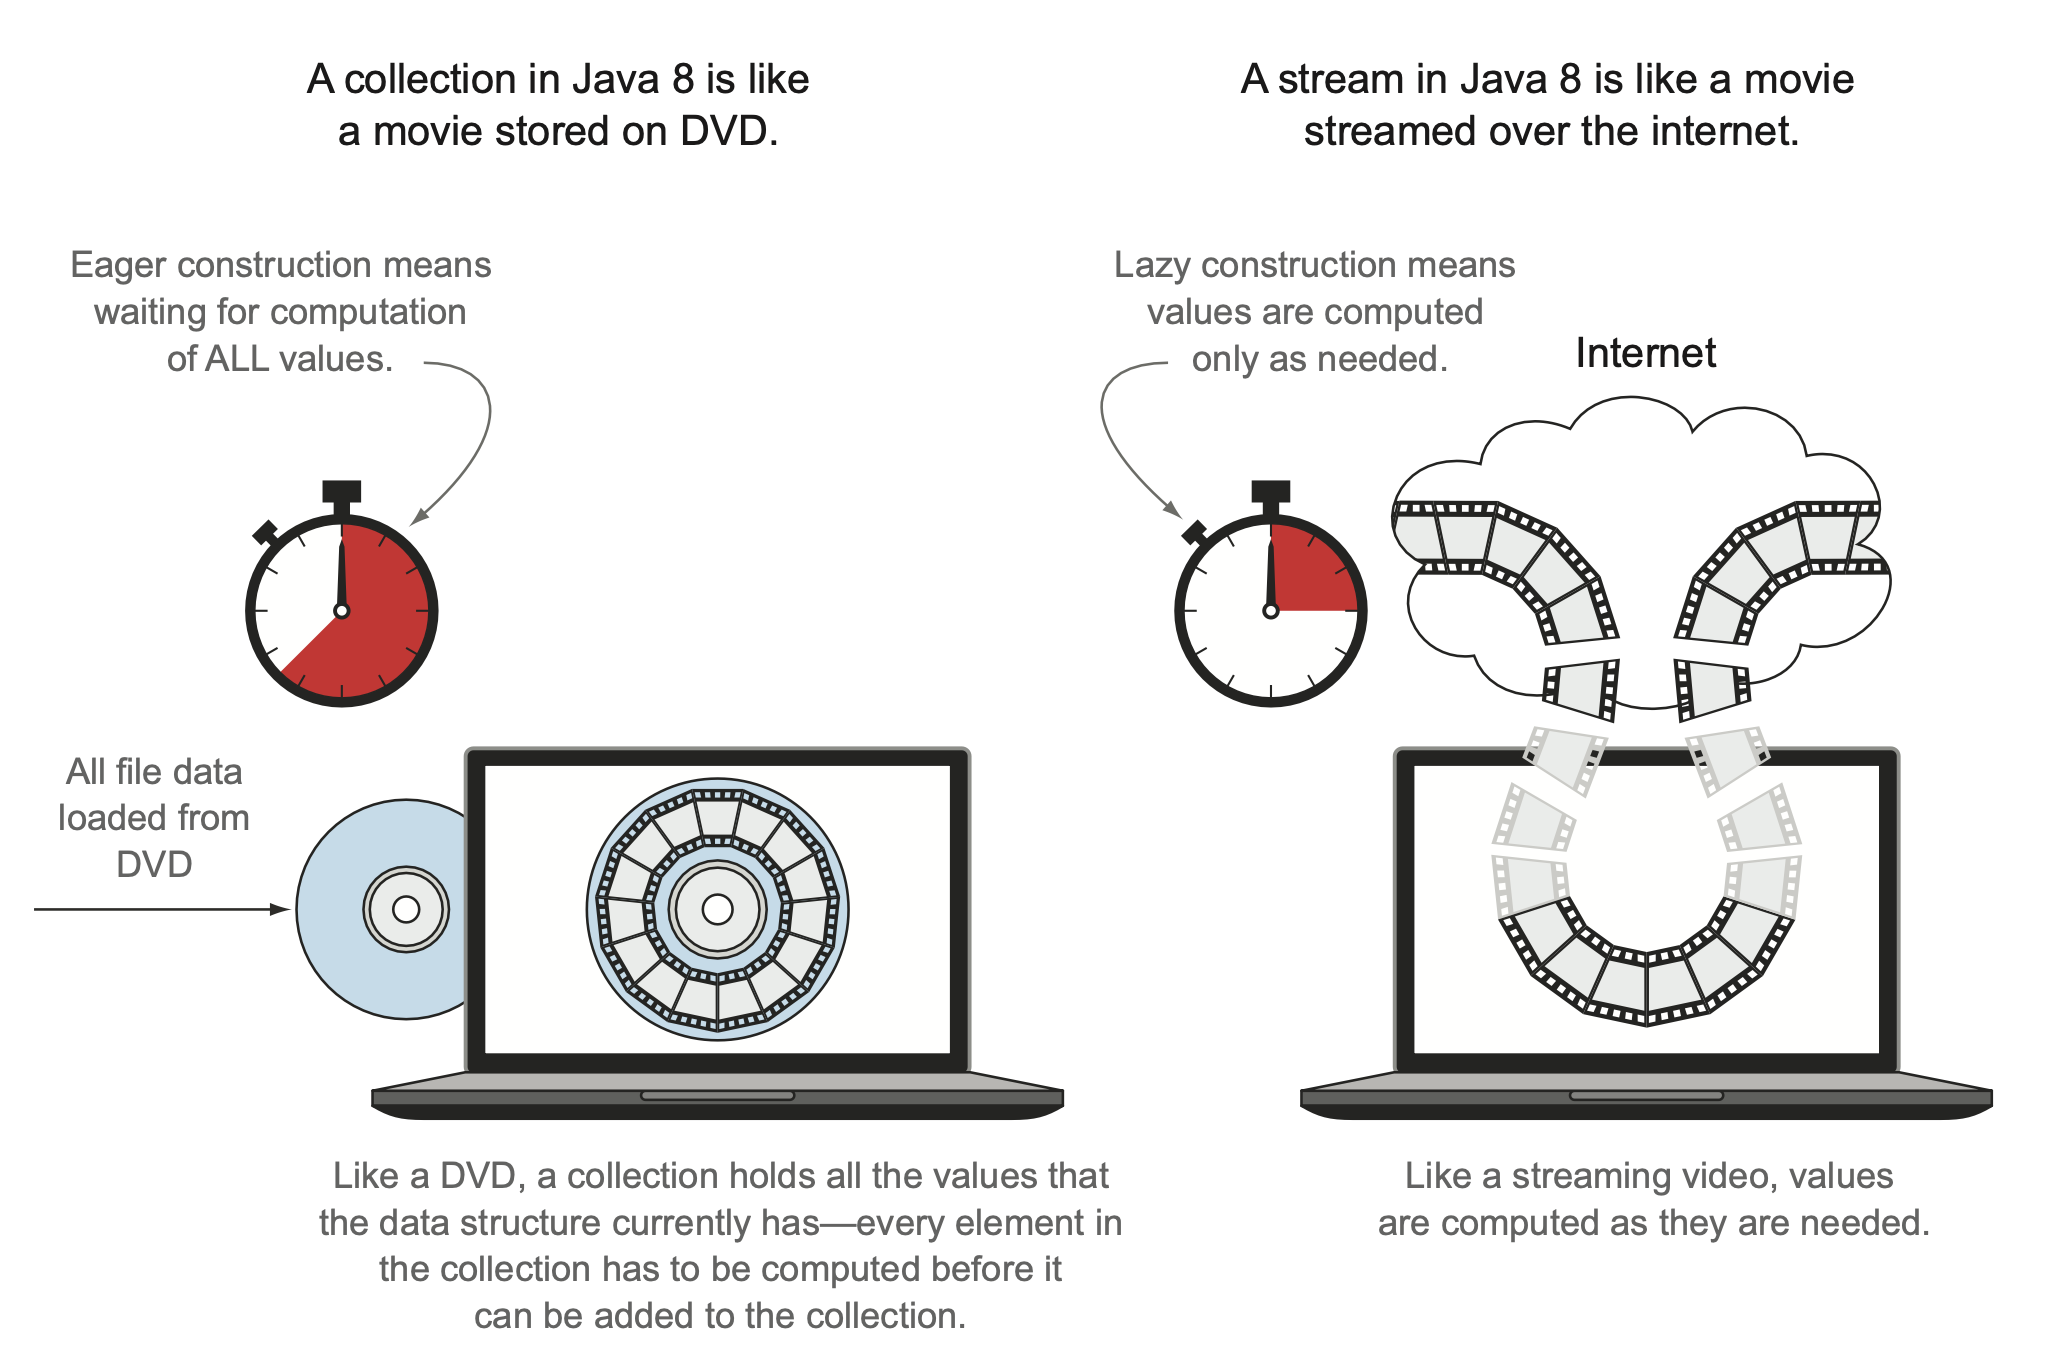 A collection in Java 8 is like
a movie stored on DVD.
Eager construction means
waiting for computation
of ALL values.
All file data
loaded from
DVD
Like a DVD, a collection holds all the values that
the data structure currently has—every element in
the collection has to be computed before it
can be added to the collection.
A stream in Java 8 is like a movie
streamed over the internet.
Lazy construction means
values are computed
only as needed.
Internet
Like a streaming video, values
are computed as they are needed.